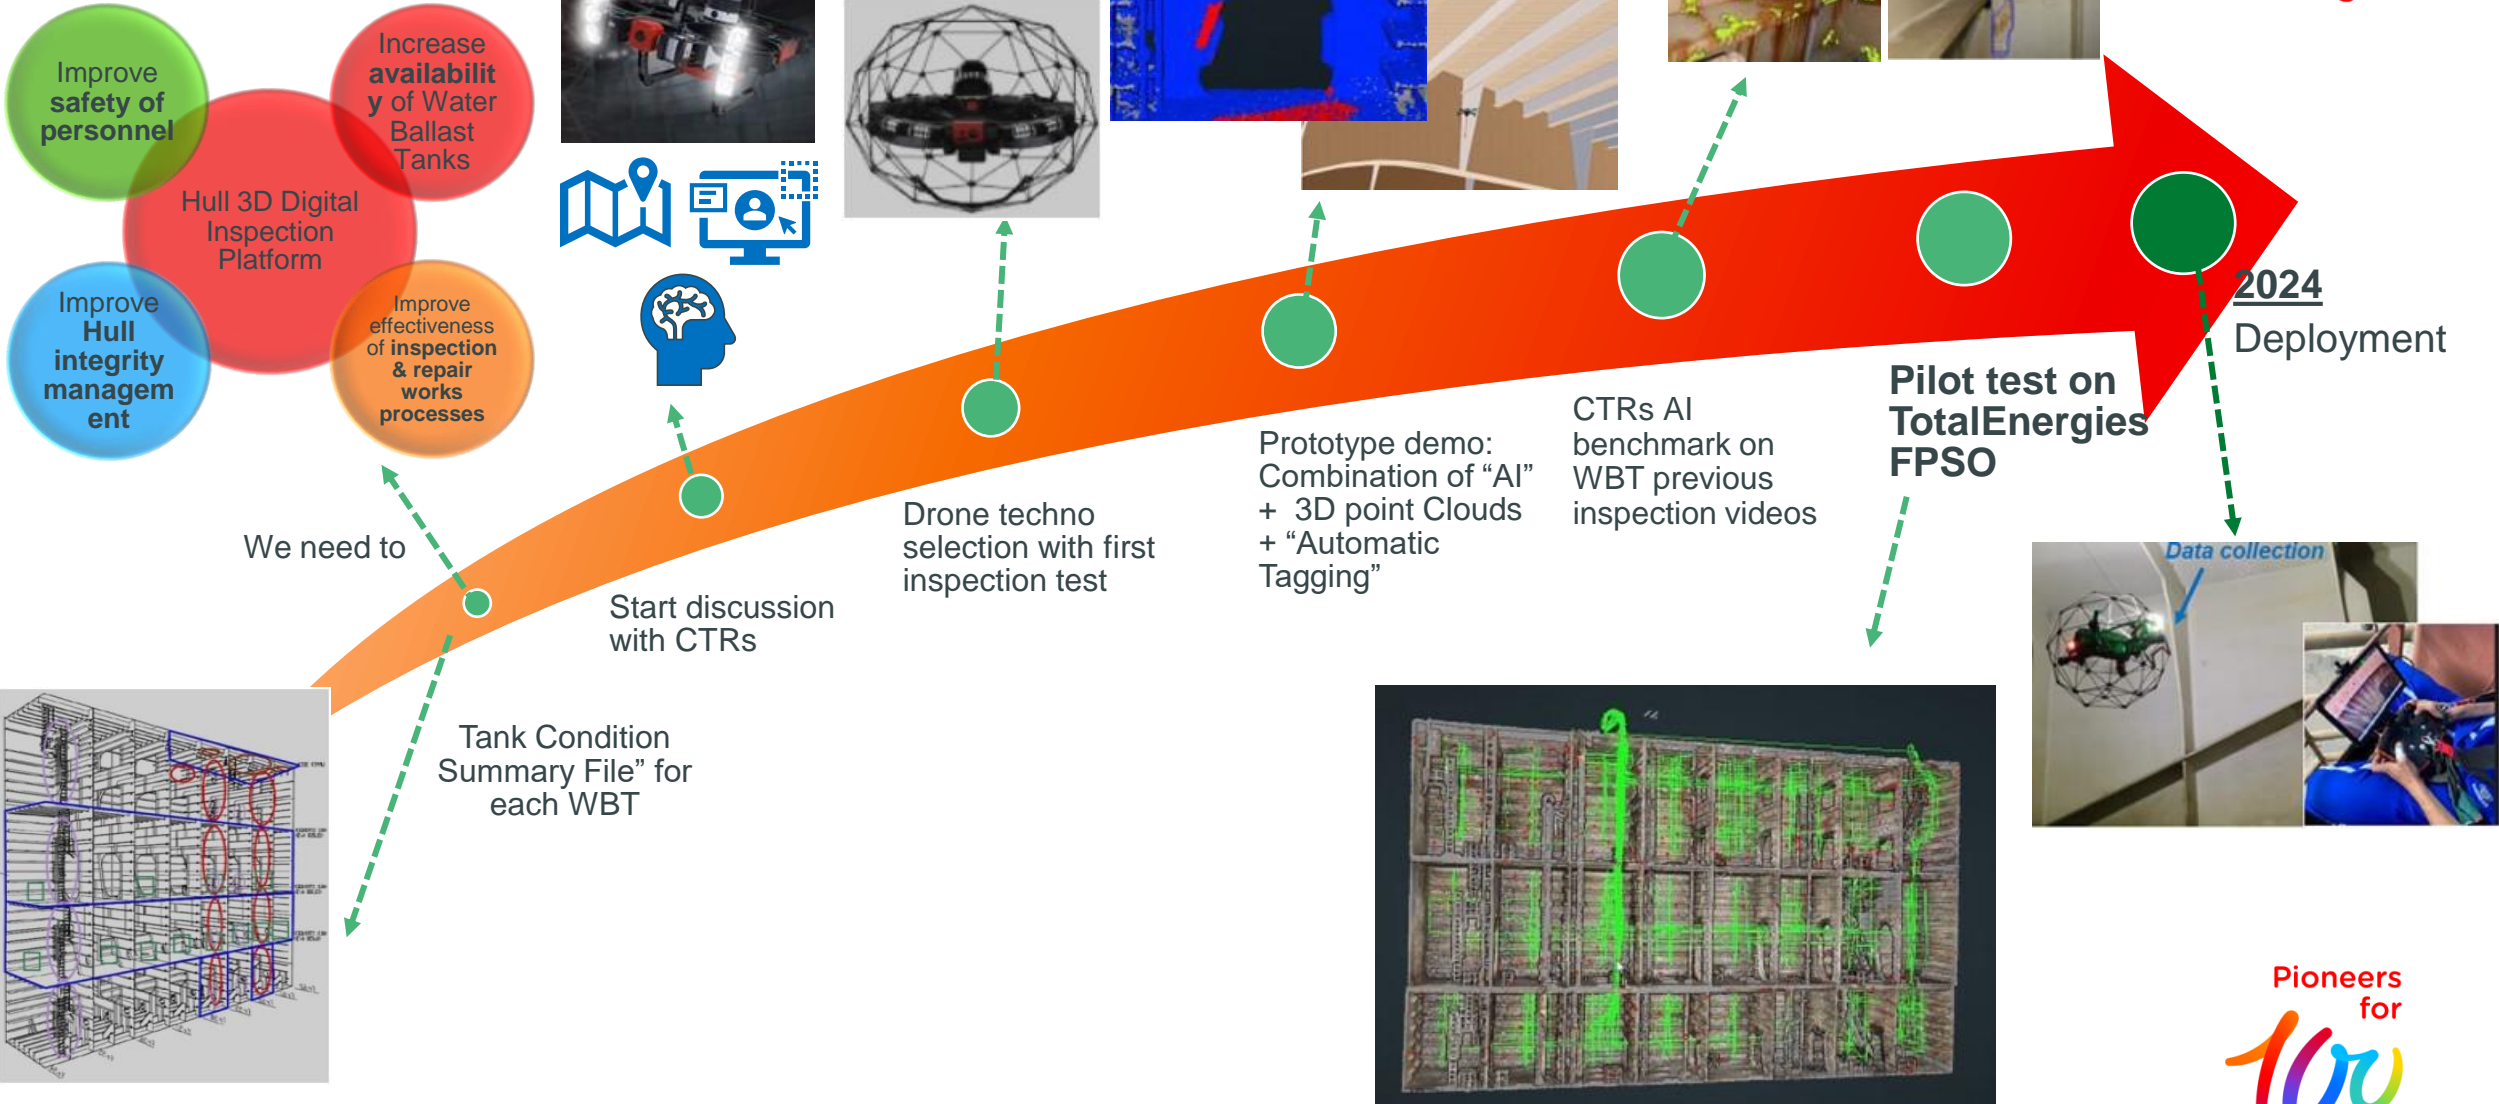 Improve
safety of
personnel
Increase
availabilit
y of Water
Ballast
Tanks
Hull 3D Digital
Inspection
Platform
Improve
Hull
integrity
managem
ent
Improve
effectiveness
of inspection
& repair
works
processes
We need to
Tank Condition
Summary File” for
each WBT
Start discussion
with CTRs
Drone techno
selection with first
inspection test
Prototype demo:
Combination of “AI”
+ 3D point Clouds
+ “Automatic
Tagging”
CTRs AI
benchmark on
WBT previous
inspection videos
Pilot test on
TotalEnergies
FPSO
2024
Deployment
Data collection
Pioneers
for
100